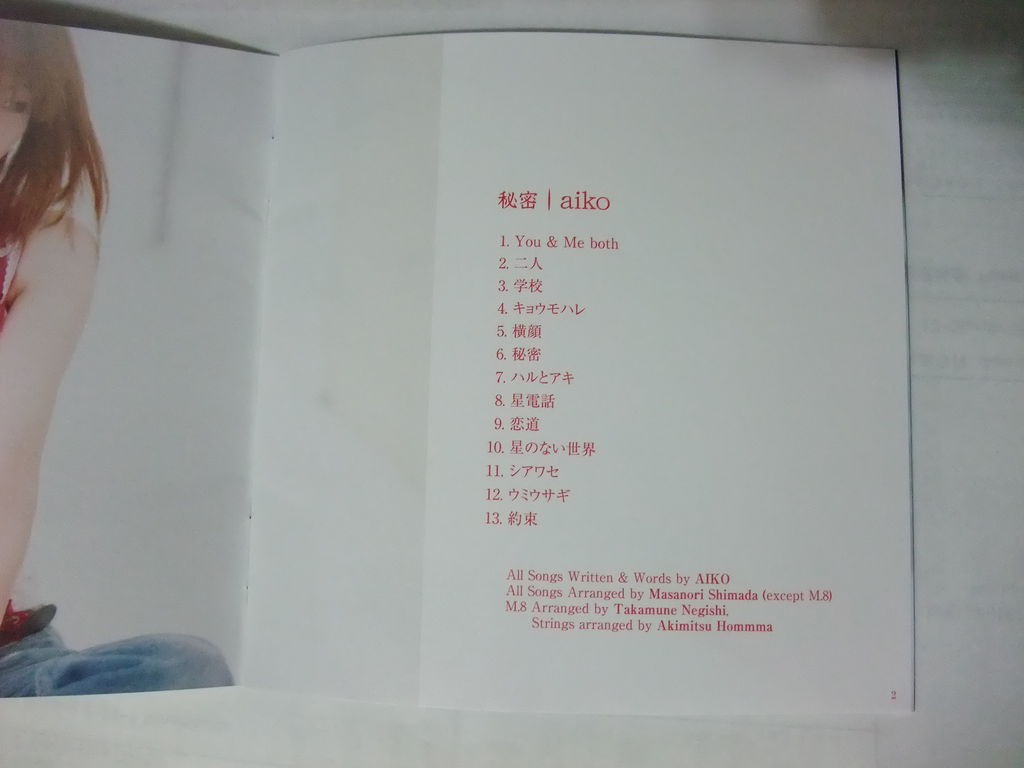 秘密 | aiko
1. You & Me both
2. 二人
3. 学校
4. キョウモハレ
5. 横顔
6. 秘密
7. ハルとアキ
8. 星電話
9. 恋道
10. 星のない世界
11. シアワセ
12. ウミウサギ
13. 約束
All Songs Written & Words by AIKO
All Songs Arranged by Masanori Shimada (except M.8)
M.8 Arranged by Takamune Negishi.
Strings arranged by Akimitsu Hommma
2